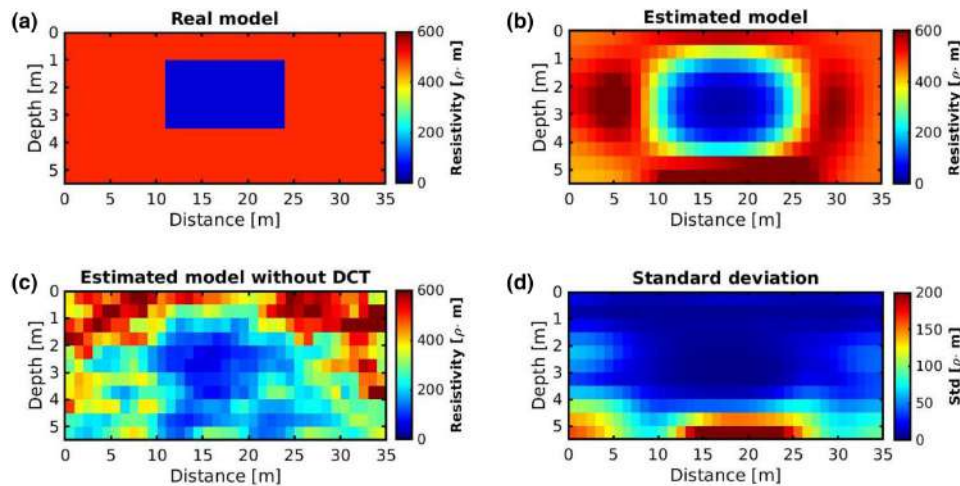 (a) Real model
0
1
2
3
4
5
Depth [m]
0 5 10 15 20 25 30 35
Distance [m]
600
400
200
0
Resistivity [ρ· m]
(b) Estimated model
0
1
2
3
4
5
Depth [m]
0 5 10 15 20 25 30 35
Distance [m]
600
400
200
0
Resistivity [ρ· m]
(c) Estimated model without DCT
0
1
2
3
4
5
Depth [m]
0 5 10 15 20 25 30 35
Distance [m]
600
400
200
0
Resistivity [ρ· m]
(d) Standard deviation
0
1
2
3
4
5
Depth [m]
0 5 10 15 20 25 30 35
Distance [m]
200
150
100
50
0
Std [ρ· m]